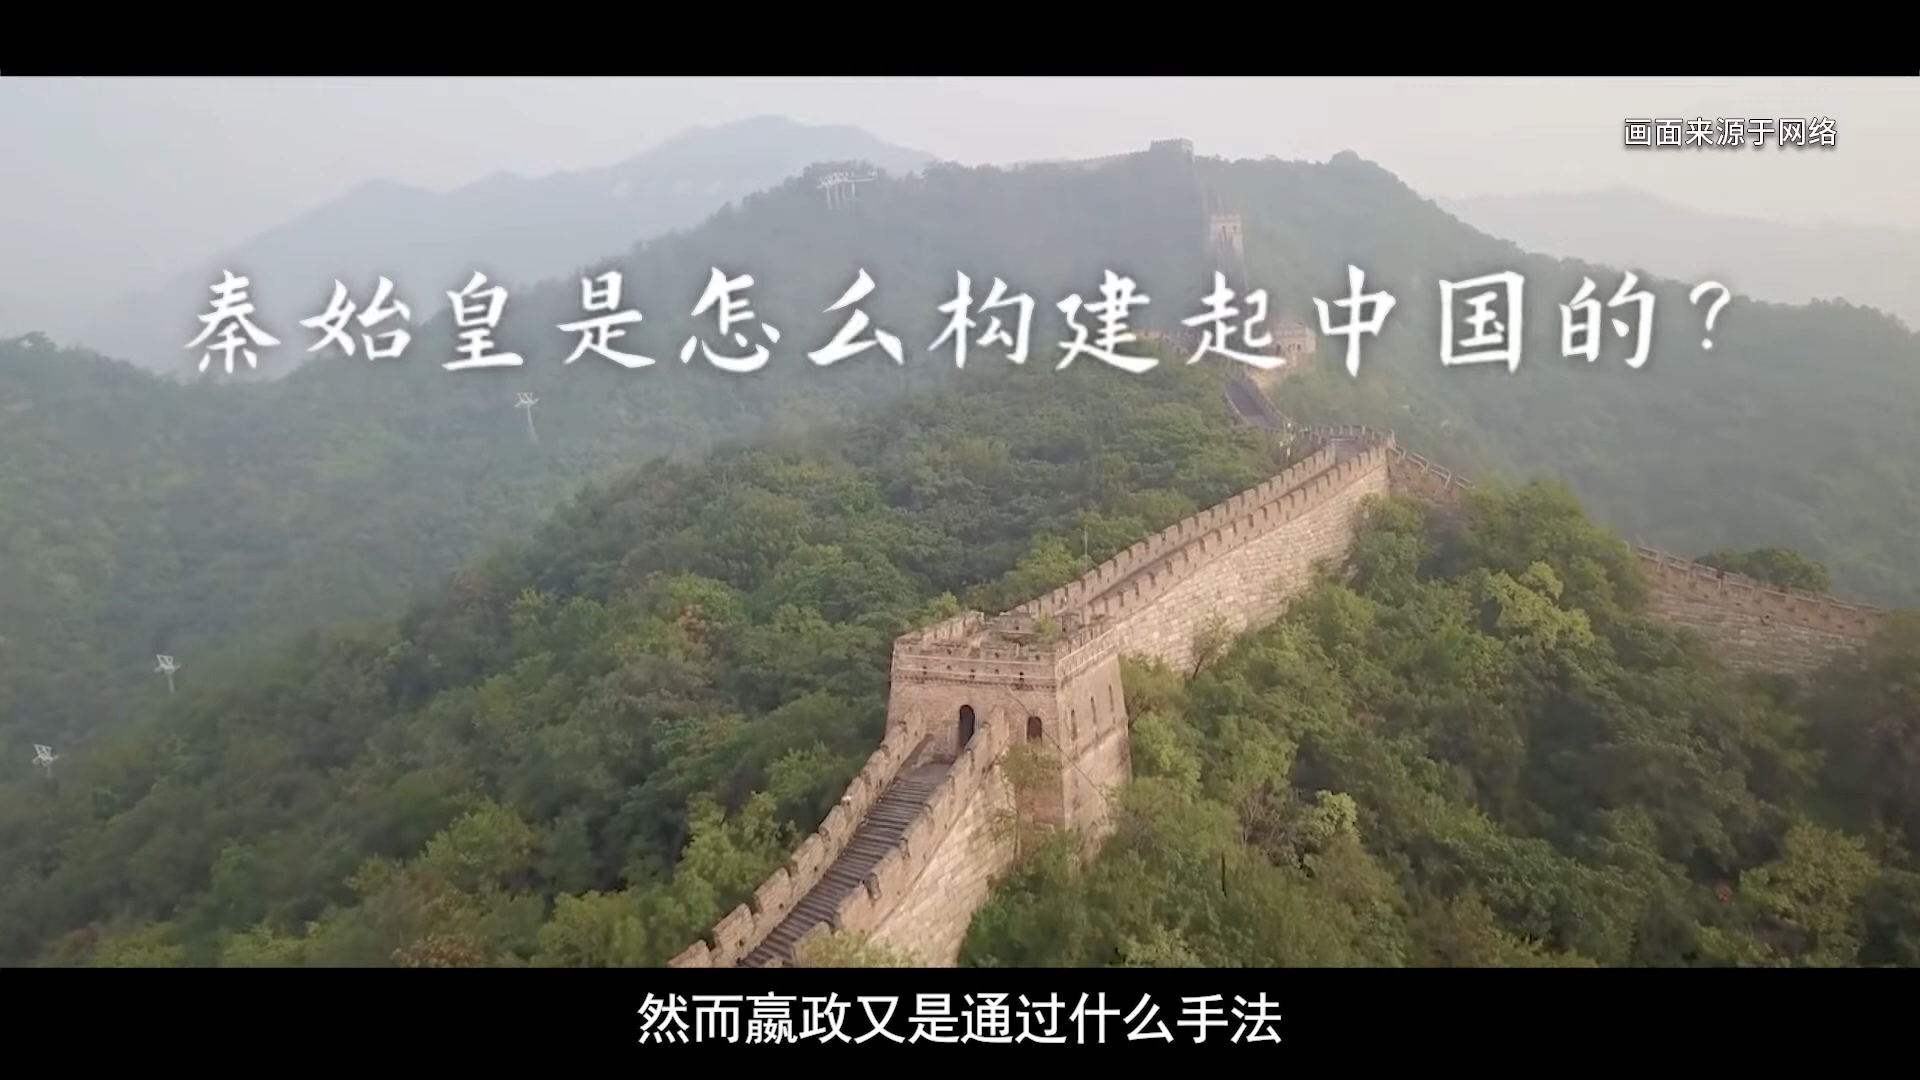 画面来源于网络
秦始皇是怎么构建起中国的？
然而嬴政又是通过什么手法